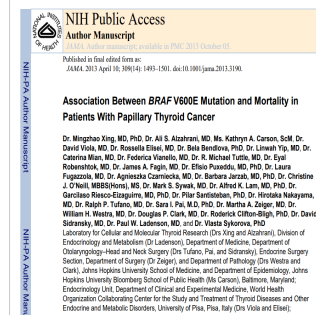 NATIONAL INSTITUTES OF HEALTH
NIH Public Access
Author Manuscript
JAMA. Author manuscript; available in PMC 2013 October 03.
Published in final edited form as:
JAMA. 2013 April 10; 309(14): 1493–1501. doi:10.1001/jama.2013.3190.
Association Between BRAF V600E Mutation and Mortality in
Patients With Papillary Thyroid Cancer
Dr. Mingzhao Xing, MD, PhD, Dr. Ali S. Alzahrani, MD, Ms. Kathryn A. Carson, ScM, Dr.
David Viola, MD, Dr. Rossella Elisei, MD, Dr. Bela Bendlova, PhD, Dr. Linwah Yip, MD, Dr.
Caterina Mian, MD, Dr. Federica Vianello, MD, Dr. R. Michael Tuttle, MD, Dr. Eyal
Robenshtok, MD, Dr. James A. Fagin, MD, Dr. Efisio Puxeddu, MD, PhD, Dr. Laura
Fugazzola, MD, Dr. Agnieszka Czarniecka, MD, Dr. Barbara Jarzab, MD, PhD, Dr. Christine
J. O'Neill, MBBS(Hons), MS, Dr. Mark S. Sywak, MD, Dr. Alfred K. Lam, MD, PhD, Dr.
Garcilaso Riesco-Eizaguirre, MD, PhD, Dr. Pilar Santisteban, PhD, Dr. Hirotaka Nakayama,
MD, Dr. Ralph P. Tufano, MD, Dr. Sara I. Pai, M.D, PhD, Dr. Martha A. Zeiger, MD, Dr.
William H. Westra, MD, Dr. Douglas P. Clark, MD, Dr. Roderick Clifton-Bligh, PhD, Dr. David
Sidransky, MD, Dr. Paul W. Ladenson, MD, and Dr. Vlasta Sykorova, PhD
Laboratory for Cellular and Molecular Thyroid Research (Drs Xing and Alzahrani), Division of
Endocrinology and Metabolism (Dr Ladenson), Department of Medicine, Department of
Otolaryngology–Head and Neck Surgery (Drs Tufano, Pai, and Sidransky), Endocrine Surgery
Section, Department of Surgery (Dr Zeiger), and Department of Pathology (Drs Westra and
Clark), Johns Hopkins University School of Medicine, and Department of Epidemiology, Johns
Hopkins University Bloomberg School of Public Health (Ms Carson), Baltimore, Maryland;
Endocrinology Unit, Department of Clinical and Experimental Medicine, World Health
Organization Collaborating Center for the Study and Treatment of Thyroid Diseases and Other
Endocrine and Metabolic Disorders, University of Pisa, Pisa, Italy (Drs Viola and Elisei);
NIH-PA Author Manuscript
NIH-PA Author Manuscript